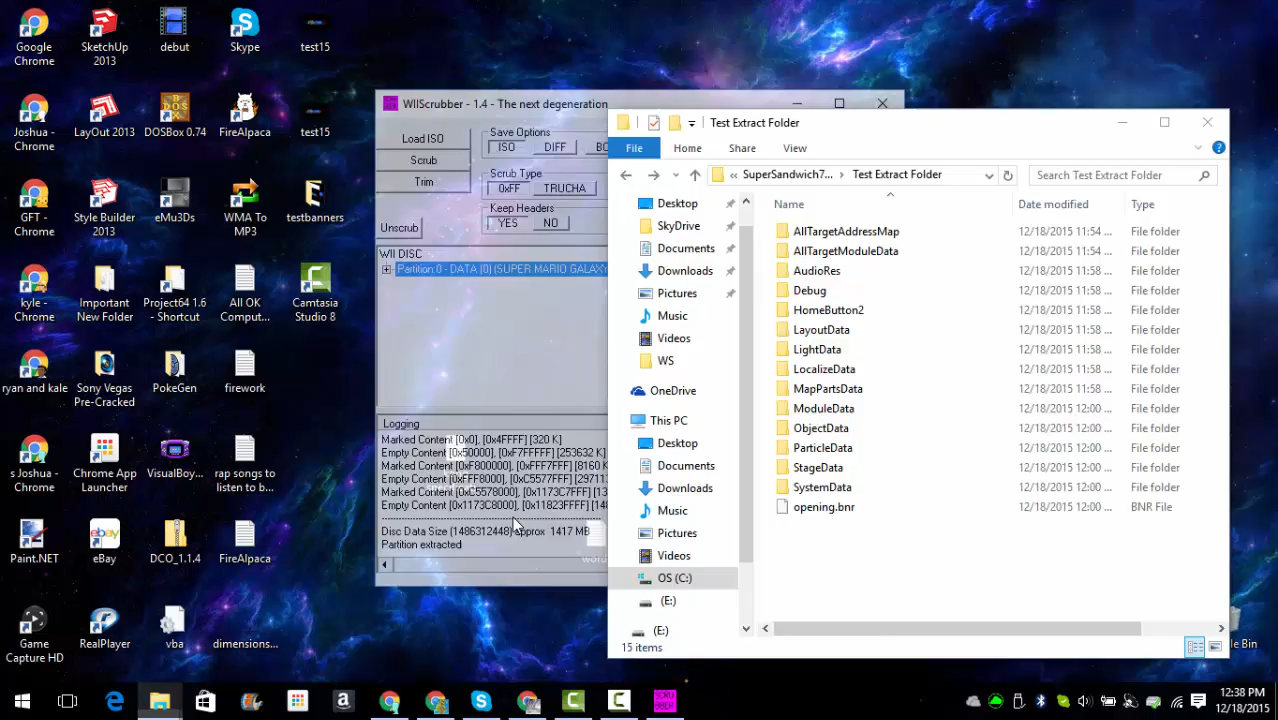 Google
Chrome
SketchUp
2013
debut
Skype
test15
Joshua -
Chrome
LayOut 2013
DOSBox 0.74
FireAlpaca
test15
GFT -
Chrome
Style Builder
2013
eMu3Ds
WMA To
MP3
testbanners
kyle -
Chrome
Important
New Folder
Project64 1.6
- Shortcut
All OK
Comput...
Camtasia
Studio 8
ryan and kale
Sony Vegas
Pre-Cracked
PokeGen
firework
s Joshua -
Chrome
Chrome App
Launcher
VisualBoy...
rap songs to
listen to b...
Paint.NET
eBay
DCO_1.1.4
FireAlpaca
Game
Capture HD
RealPlayer
vba
dimensions...
WIIScrubber - 1.4 - The next degeneration
Load ISO
Scrub
Trim
Unscrub
Save Options
ISO
DIFF
Scrub Type
0xFF
TRUCHA
Keep Headers
YES
NO
WII DISC
Partition:0 - DATA (0) (SUPER MARIO GALAXY
Logging
Marked Content [0x0], [0x4FFFF] [320 K]
Empty Content [0x50000], [0xF7FFFFF] [253632 K]
Marked Content [0xF800000], [0xFFF7FFF] [8160 K
Empty Content [0xFFF8000], [0xC5577FFF] [297113
Marked Content [0xC5578000], [0x1173C7FFF] [13
Empty Content [0x1173C8000], [0x11823FFFF] [148
Disc Data Size [1486312448] approx 1417 MB
Partition extracted
Test Extract Folder
File
Home
Share
View
« SuperSandwich7... › Test Extract Folder
Search Test Extract Folder
Desktop
SkyDrive
Documents
Downloads
Pictures
Music
Videos
WS
OneDrive
This PC
Desktop
Documents
Downloads
Music
Pictures
Videos
OS (C:)
(E:)
(E:)
Name
Date modified
Type
AllTargetAddressMap 12/18/2015 11:54 ... File folder
AllTargetModuleData 12/18/2015 11:54 ... File folder
AudioRes 12/18/2015 11:58 ... File folder
Debug 12/18/2015 11:58 ... File folder
HomeButton2 12/18/2015 11:58 ... File folder
LayoutData 12/18/2015 11:58 ... File folder
LightData 12/18/2015 11:58 ... File folder
LocalizeData 12/18/2015 11:58 ... File folder
MapPartsData 12/18/2015 11:58 ... File folder
ModuleData 12/18/2015 12:00 ... File folder
ObjectData 12/18/2015 12:00 ... File folder
ParticleData 12/18/2015 12:00 ... File folder
StageData 12/18/2015 12:00 ... File folder
SystemData 12/18/2015 12:00 ... File folder
opening.bnr 12/18/2015 12:00 ... BNR File
15 items
12:38 PM
12/18/2015